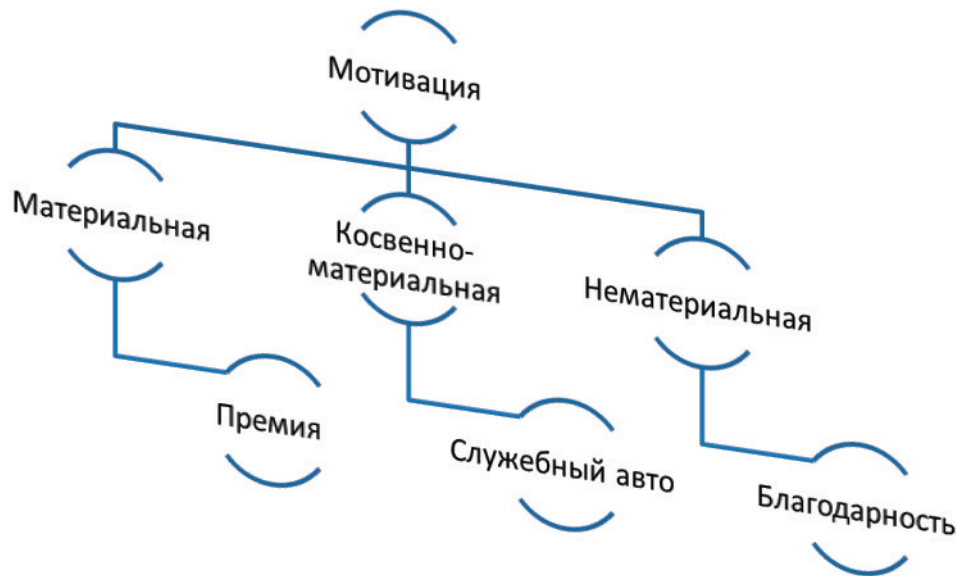 Мотивация
Материальная
Косвенно-
материальная
Нематериальная
Премия
Служебный авто
Благодарность